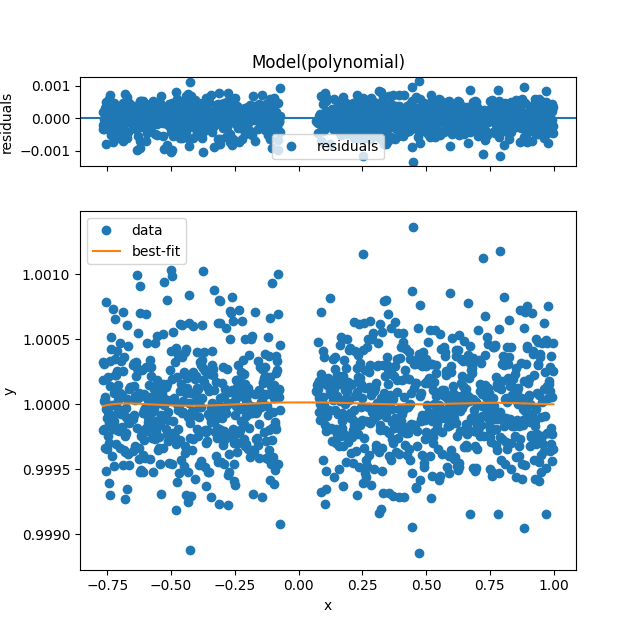 Model(polynomial)
0.001
0.000
−0.001
residuals
residuals
data
best-fit
1.0010
1.0005
1.0000
0.9995
0.9990
y
−0.75 −0.50 −0.25 0.00 0.25 0.50 0.75 1.00
x